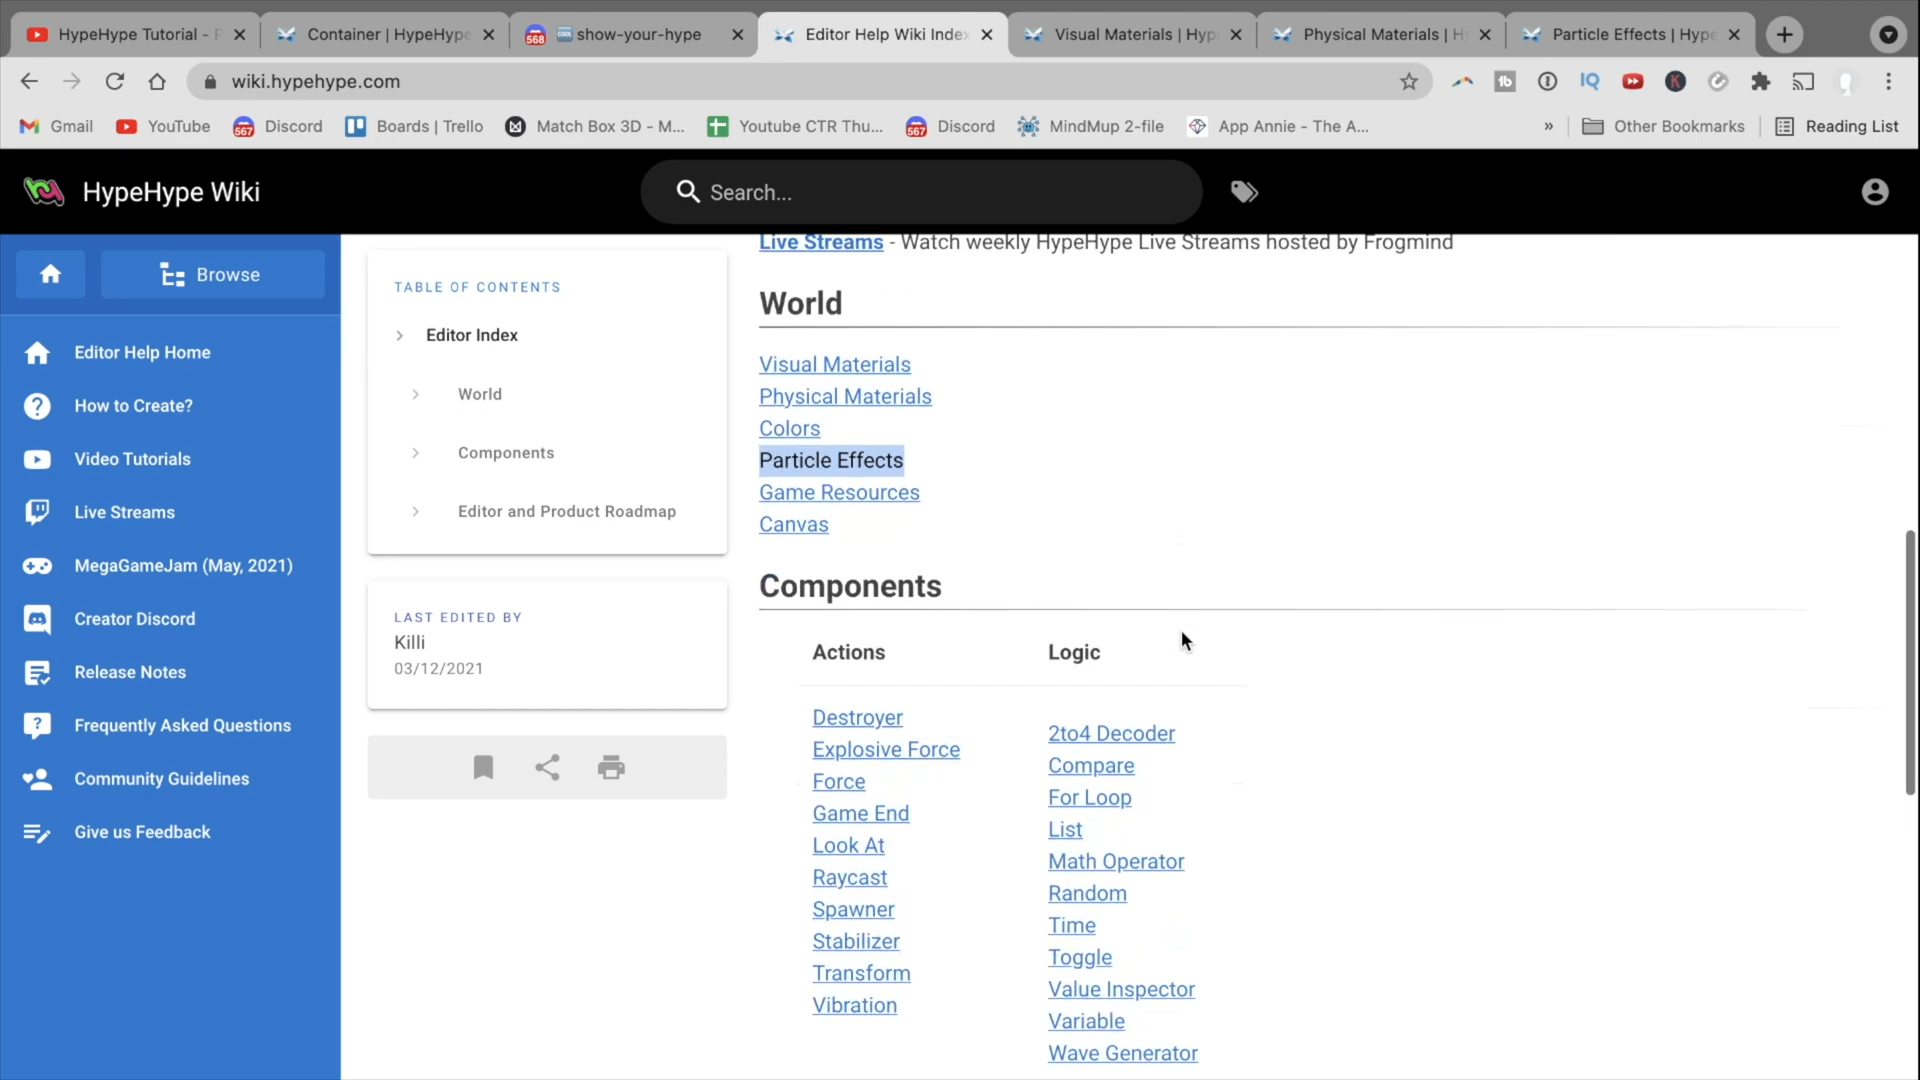 HypeHype Tutorial -
Container | HypeHype
568 COOL show-your-hype
Editor Help Wiki Index
Visual Materials | Hyp
Physical Materials | H
Particle Effects | Hype
wiki.hypehype.com
tb
IQ
K
Gmail
YouTube
567 Discord
Boards | Trello
Match Box 3D - M...
Youtube CTR Thu...
567 Discord
MindMup 2-file
App Annie - The A...
»
Other Bookmarks
Reading List
HypeHype Wiki
Search...
Browse
Editor Help Home
How to Create?
Video Tutorials
Live Streams
MegaGameJam (May, 2021)
Creator Discord
Release Notes
Frequently Asked Questions
Community Guidelines
Give us Feedback
TABLE OF CONTENTS
Editor Index
World
Components
Editor and Product Roadmap
LAST EDITED BY
Killi
03/12/2021
Live Streams - Watch weekly HypeHype Live Streams hosted by Frogmind
World
Visual Materials
Physical Materials
Colors
Particle Effects
Game Resources
Canvas
Components
Actions
Destroyer
Explosive Force
Force
Game End
Look At
Raycast
Spawner
Stabilizer
Transform
Vibration
Logic
2to4 Decoder
Compare
For Loop
List
Math Operator
Random
Time
Toggle
Value Inspector
Variable
Wave Generator